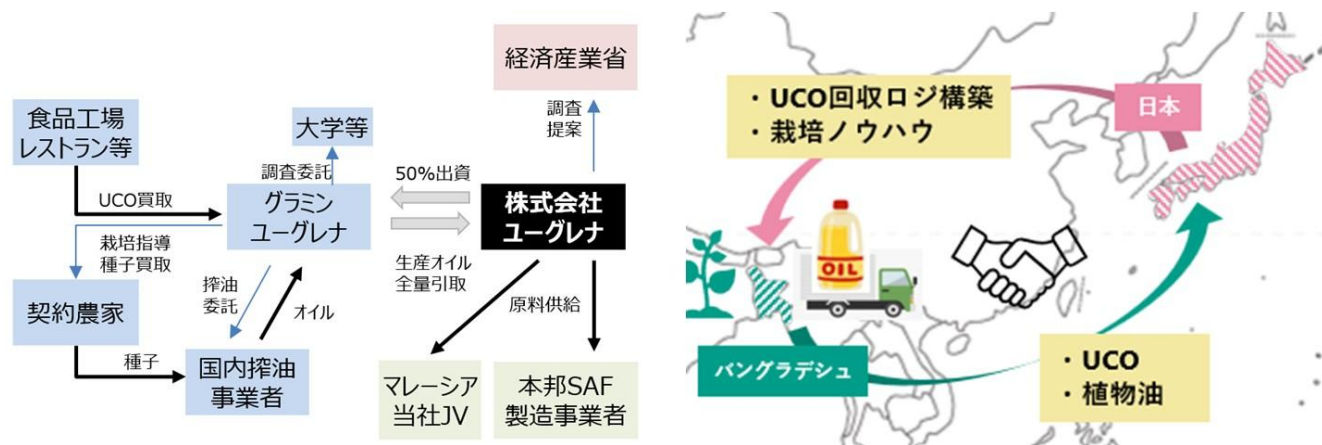 経済産業省
調査
提案
食品工場
レストラン等
大学等
調査委託
50%出資
UCO買取
グラミン
ユーグレナ
株式会社
ユーグレナ
栽培指導
種子買取
搾油
委託
オイル
生産オイル
全量引取
原料供給
契約農家
種子
国内搾油
事業者
マレーシア
当社JV
本邦SAF
製造事業者
・UCO回収ロジ構築
・栽培ノウハウ
日本
OIL
バングラデシュ
・UCO
・植物油